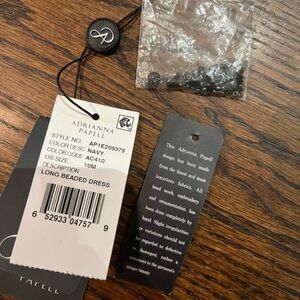 ADRIANNA
PAPELL
STYLE NO. AP1E205375
COLOR DESC NAVY
COLOR CODE AC410
US SIZE 10M
DESCRIPTION
LONG BEADED DRESS
6 52933 04757 9
PAPELL
This Adrianna Papell
design has been made
from the finest and most
luxurious fabrics. All
bead work, embroidery
and ornamentation has
been done completely by
hand. Slight irregularities
or variations should not
be regarded as defective
or damaged, rather a
testament to the garment's
unique beauty.